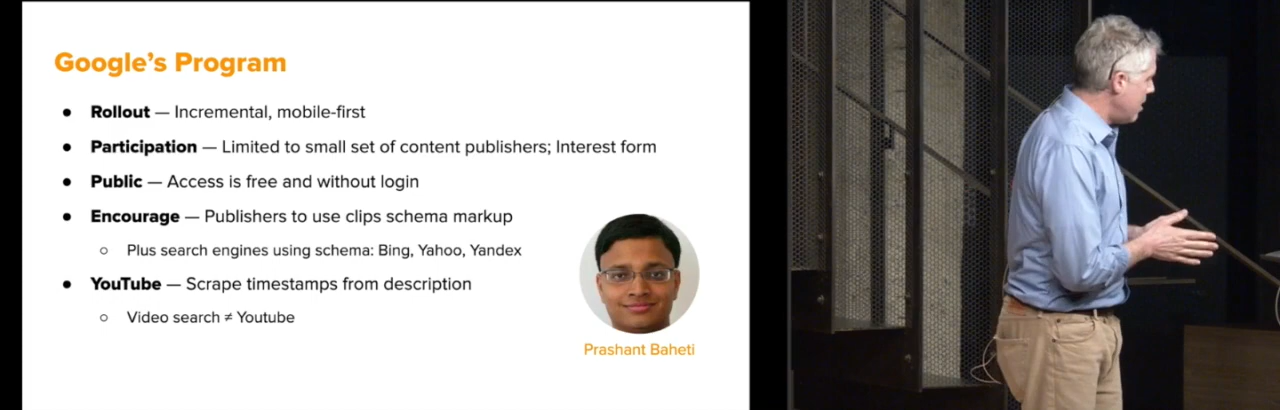 Google's Program
● Rollout — Incremental, mobile-first
● Participation — Limited to small set of content publishers; Interest form
● Public — Access is free and without login
● Encourage — Publishers to use clips schema markup
○ Plus search engines using schema: Bing, Yahoo, Yandex
● YouTube — Scrape timestamps from description
○ Video search ≠ Youtube
Prashant Baheti